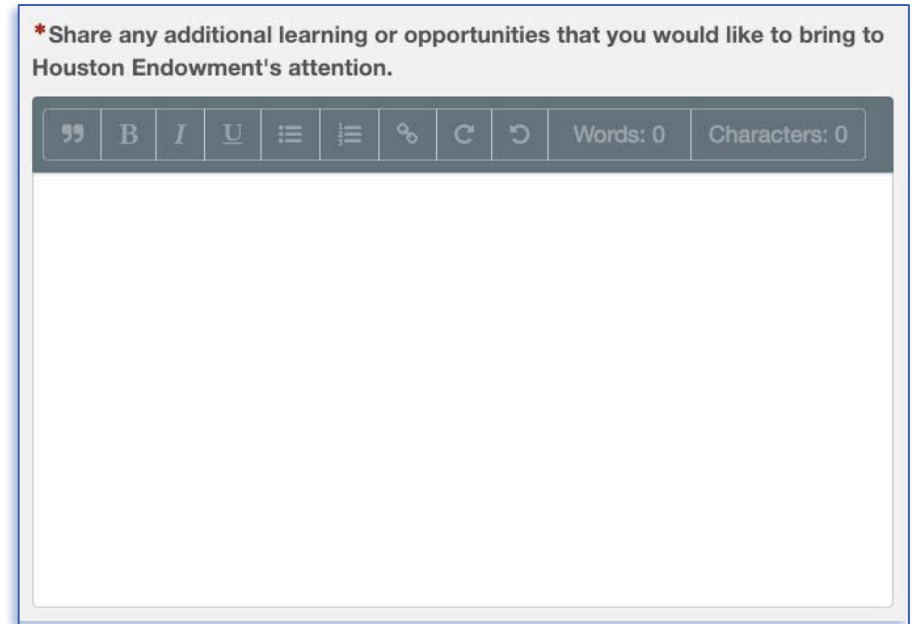 *Share any additional learning or opportunities that you would like to bring to
Houston Endowment's attention.
B I U Words: 0 Characters: 0